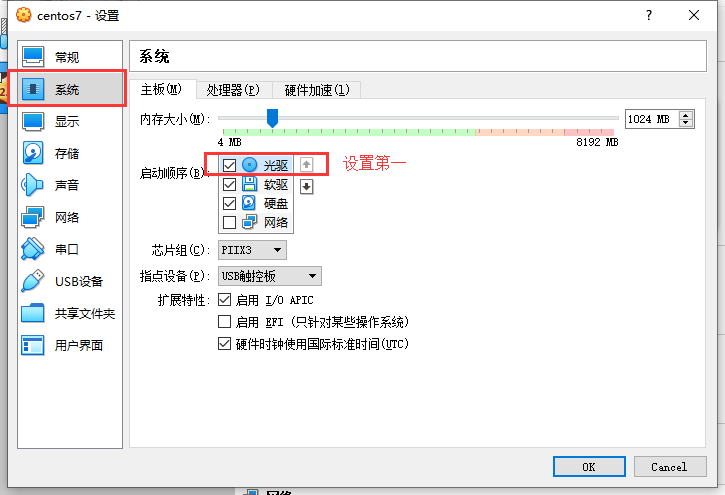 centos7 - 设置
常规
系统
显示
存储
声音
网络
串口
USB设备
共享文件夹
用户界面
系统
主板(M) 处理器(P) 硬件加速(L)
内存大小(M): 1024 MB
4 MB 8192 MB
启动顺序(B): 光驱 设置第一
软驱
硬盘
网络
芯片组(C): PIIX3
指点设备(P): USB触控板
扩展特性: 启用 I/O APIC
启用 EFI (只针对某些操作系统)
硬件时钟使用国际标准时间(UTC)
OK Cancel
网络